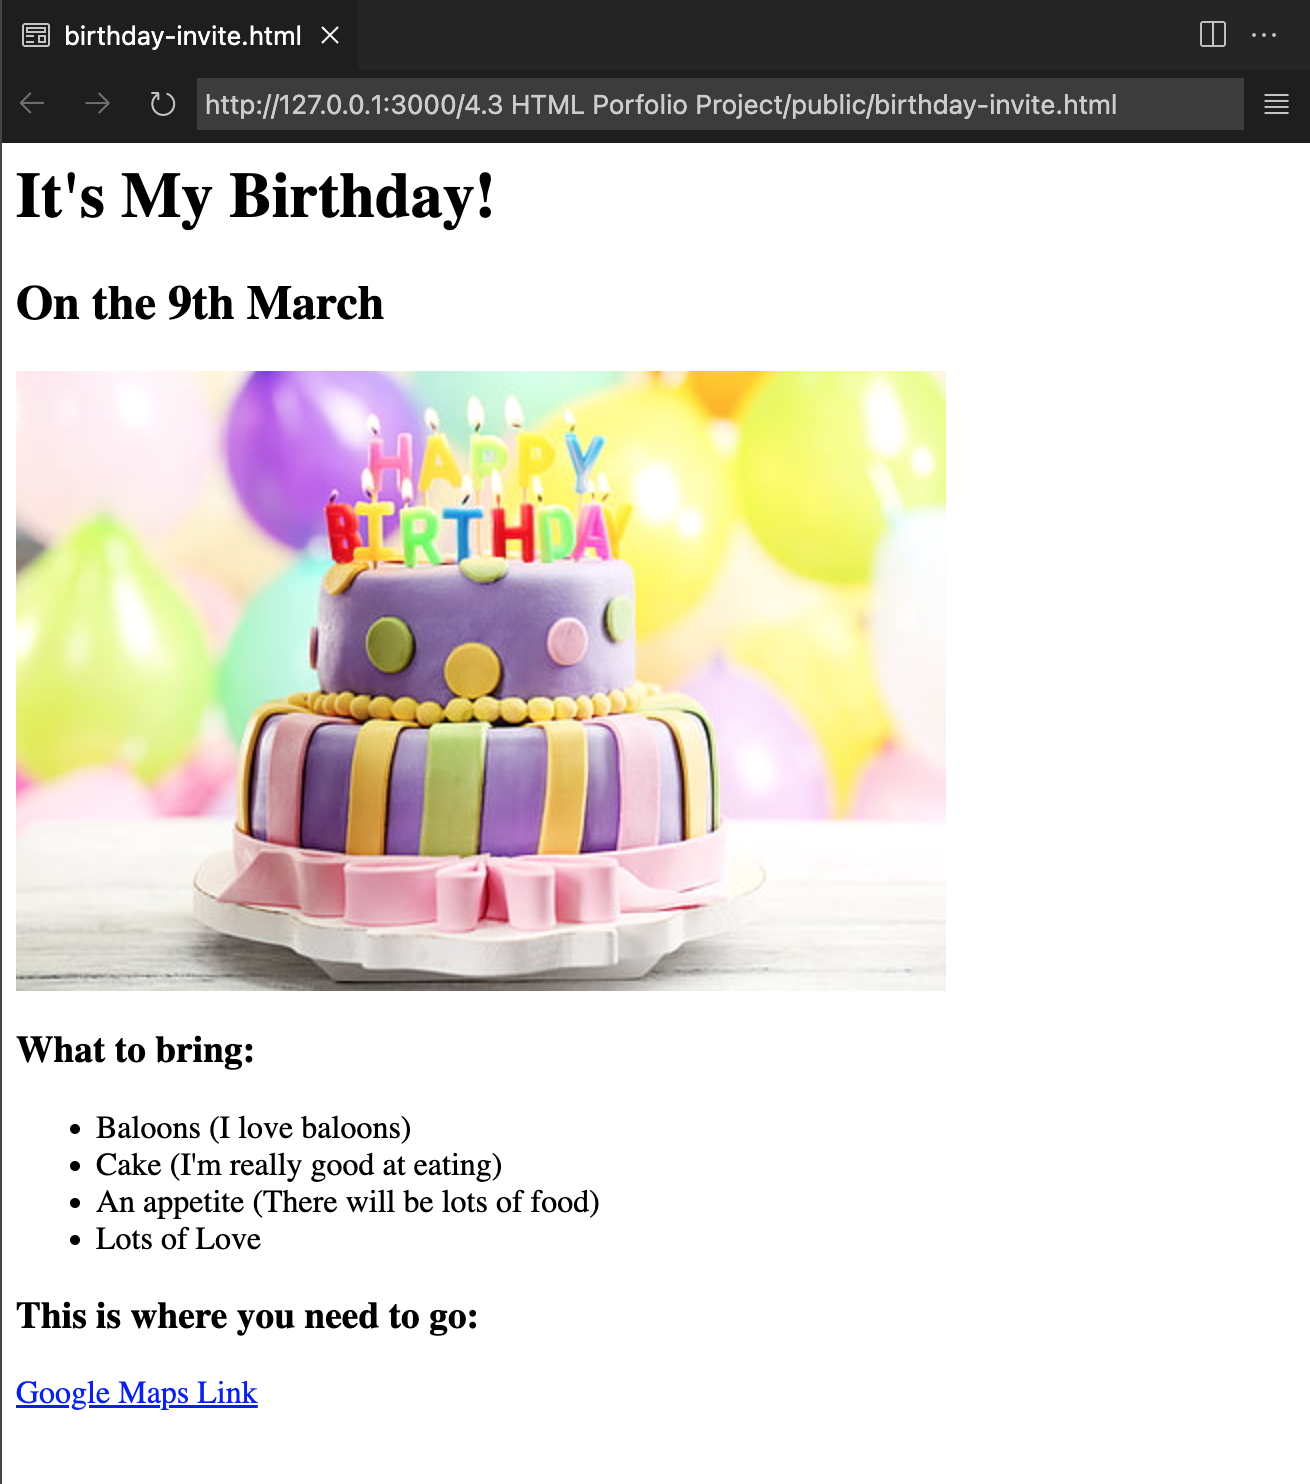 birthday-invite.html
http://127.0.0.1:3000/4.3 HTML Porfolio Project/public/birthday-invite.html
It's My Birthday!
On the 9th March
HAPPY
BIRTHDAY
What to bring:
Baloons (I love baloons)
Cake (I'm really good at eating)
An appetite (There will be lots of food)
Lots of Love
This is where you need to go:
Google Maps Link